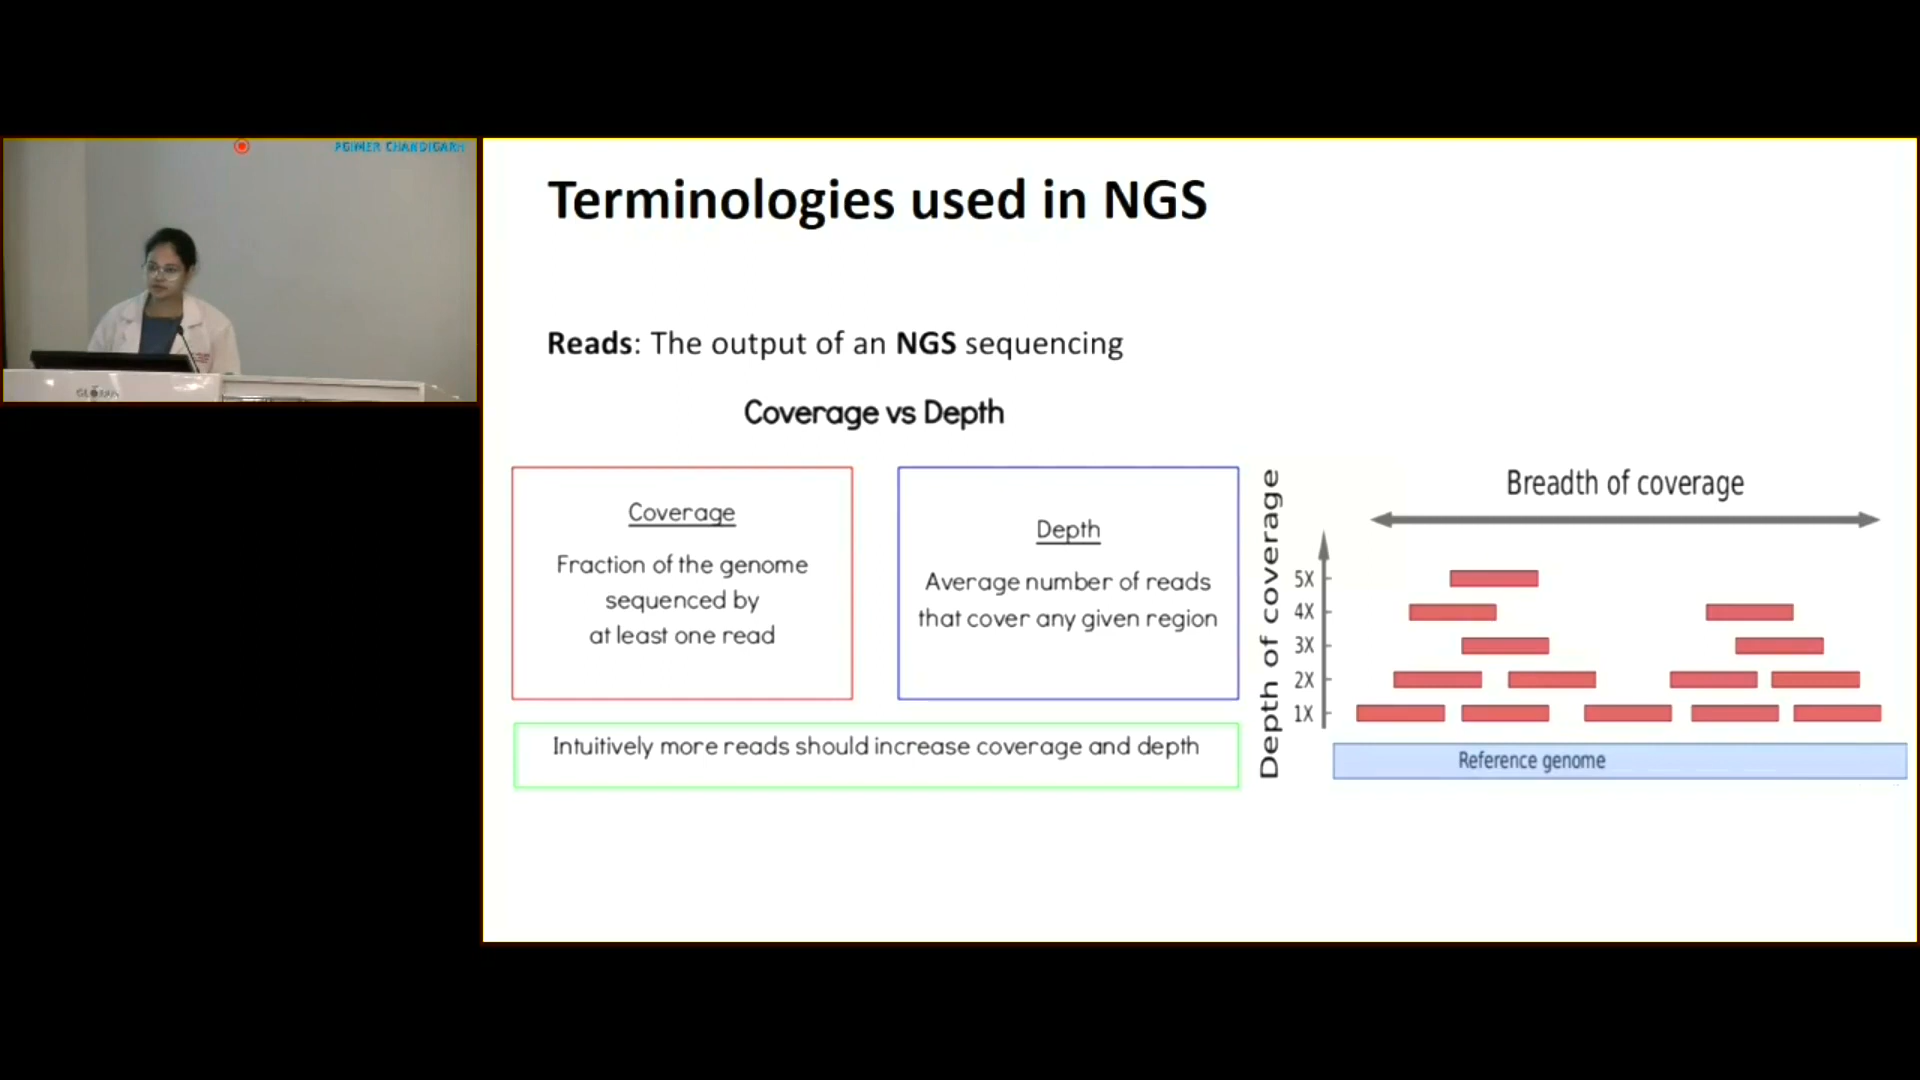 PGIMER CHANDIGARH
Terminologies used in NGS
Reads: The output of an NGS sequencing
Coverage vs Depth
Coverage
Fraction of the genome
sequenced by
at least one read
Depth
Average number of reads
that cover any given region
Intuitively more reads should increase coverage and depth
Breadth of coverage
Depth of coverage
5X
4X
3X
2X
1X
Reference genome